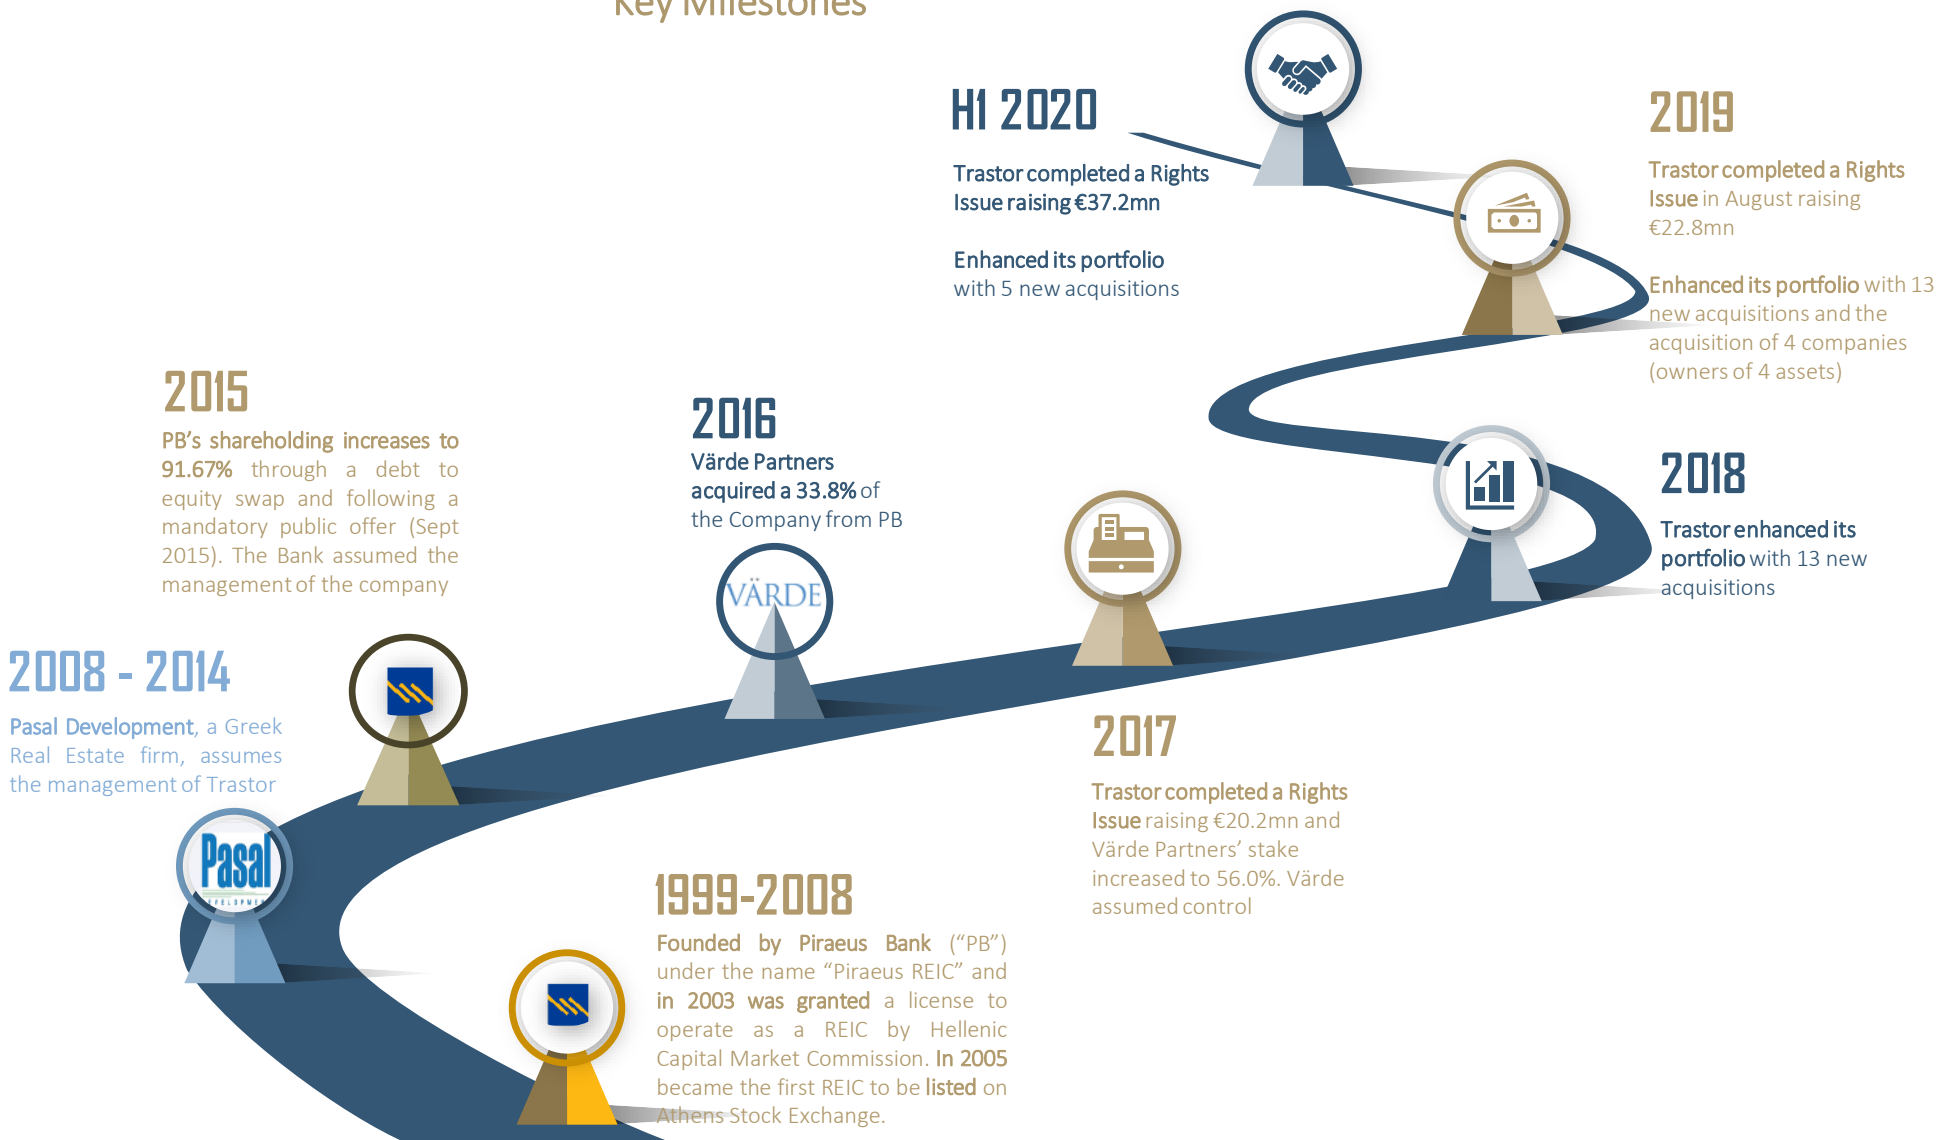 Key Milestones
H1 2020
Trastor completed a Rights
Issue raising €37.2mn
Enhanced its portfolio
with 5 new acquisitions
2019
Trastor completed a Rights
Issue in August raising
€22.8mn
Enhanced its portfolio with 13
new acquisitions and the
acquisition of 4 companies
(owners of 4 assets)
2015
PB’s shareholding increases to
91.67% through a debt to
equity swap and following a
mandatory public offer (Sept
2015). The Bank assumed the
management of the company
2016
Värde Partners
acquired a 33.8% of
the Company from PB
VÄRDE
2018
Trastor enhanced its
portfolio with 13 new
acquisitions
2008 - 2014
Pasal Development, a Greek
Real Estate firm, assumes
the management of Trastor
Pasal
2017
Trastor completed a Rights
Issue raising €20.2mn and
Värde Partners’ stake
increased to 56.0%. Värde
assumed control
1999-2008
Founded by Piraeus Bank (“PB”)
under the name “Piraeus REIC” and
in 2003 was granted a license to
operate as a REIC by Hellenic
Capital Market Commission. In 2005
became the first REIC to be listed on
Athens Stock Exchange.